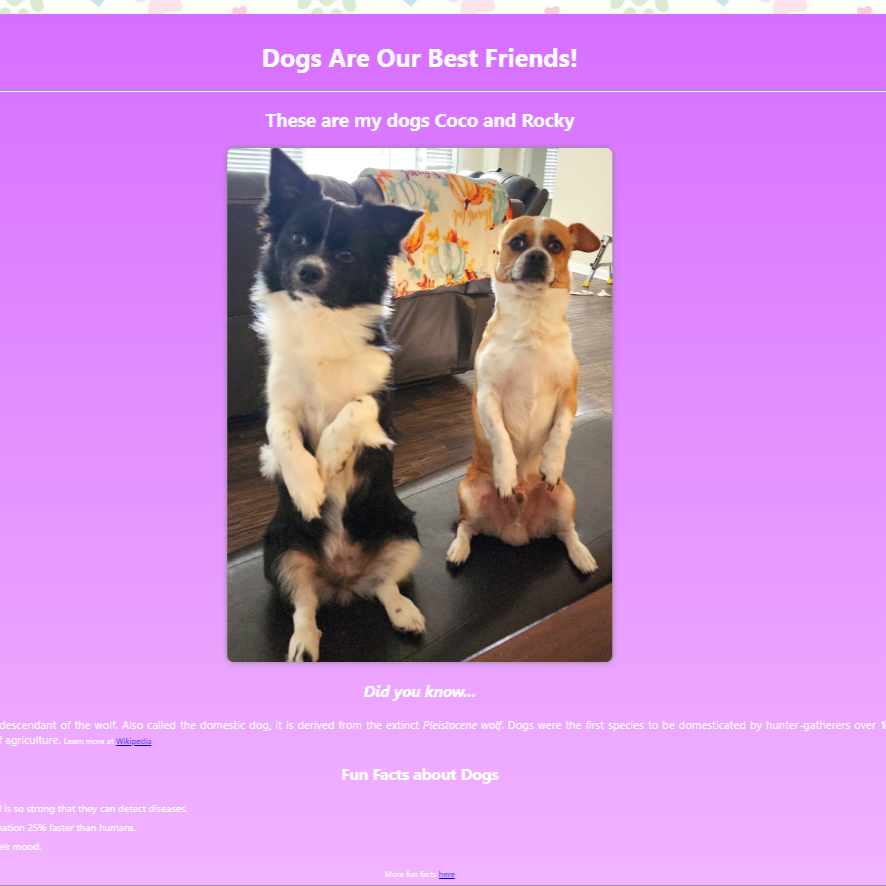 Dogs Are Our Best Friends!
These are my dogs Coco and Rocky
Did you know...
descendant of the wolf. Also called the domestic dog, it is derived from the extinct Pleistocene wolf. Dogs were the first species to be domesticated by hunter-gatherers over 1
f agriculture. Learn more at Wikipedia
Fun Facts about Dogs
l is so strong that they can detect diseases.
nation 25% faster than humans.
eir mood.
More fun facts here